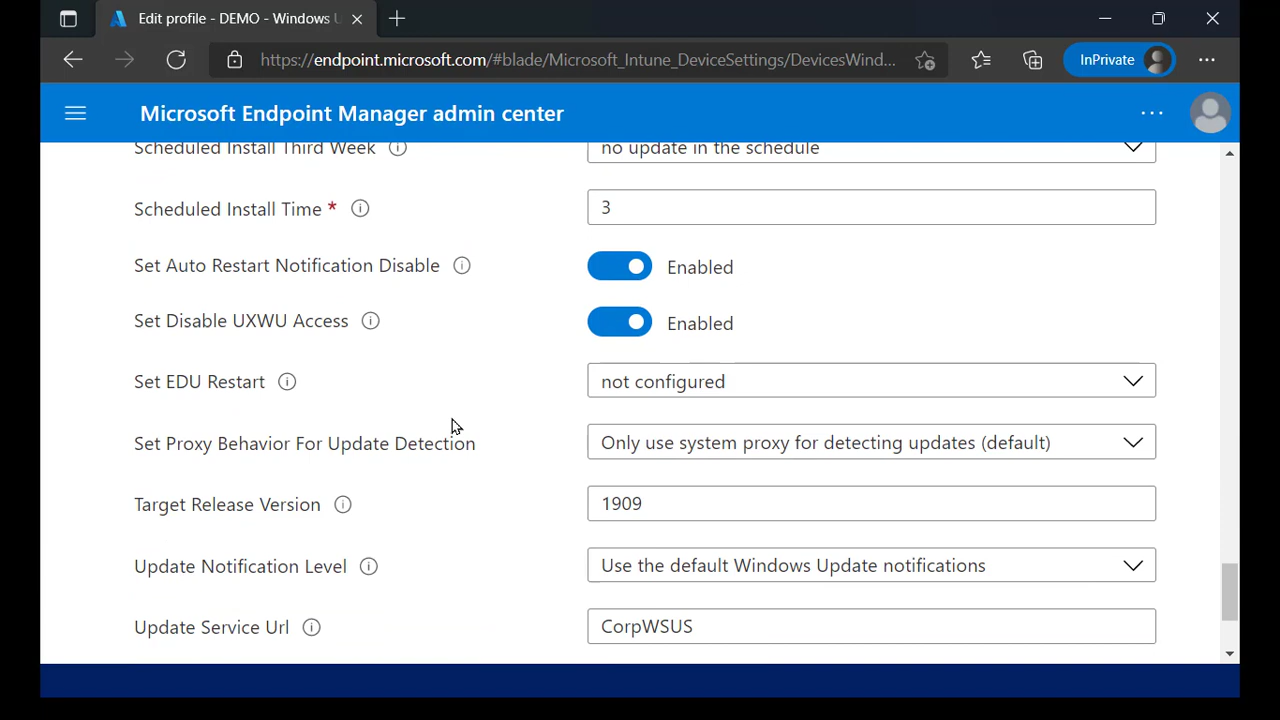 Edit profile - DEMO - Windows U
https://endpoint.microsoft.com/#blade/Microsoft_Intune_DeviceSettings/DevicesWind...
InPrivate
Microsoft Endpoint Manager admin center
Scheduled Install Third Week no update in the schedule
Scheduled Install Time * 3
Set Auto Restart Notification Disable Enabled
Set Disable UXWU Access Enabled
Set EDU Restart not configured
Set Proxy Behavior For Update Detection Only use system proxy for detecting updates (default)
Target Release Version 1909
Update Notification Level Use the default Windows Update notifications
Update Service Url CorpWSUS